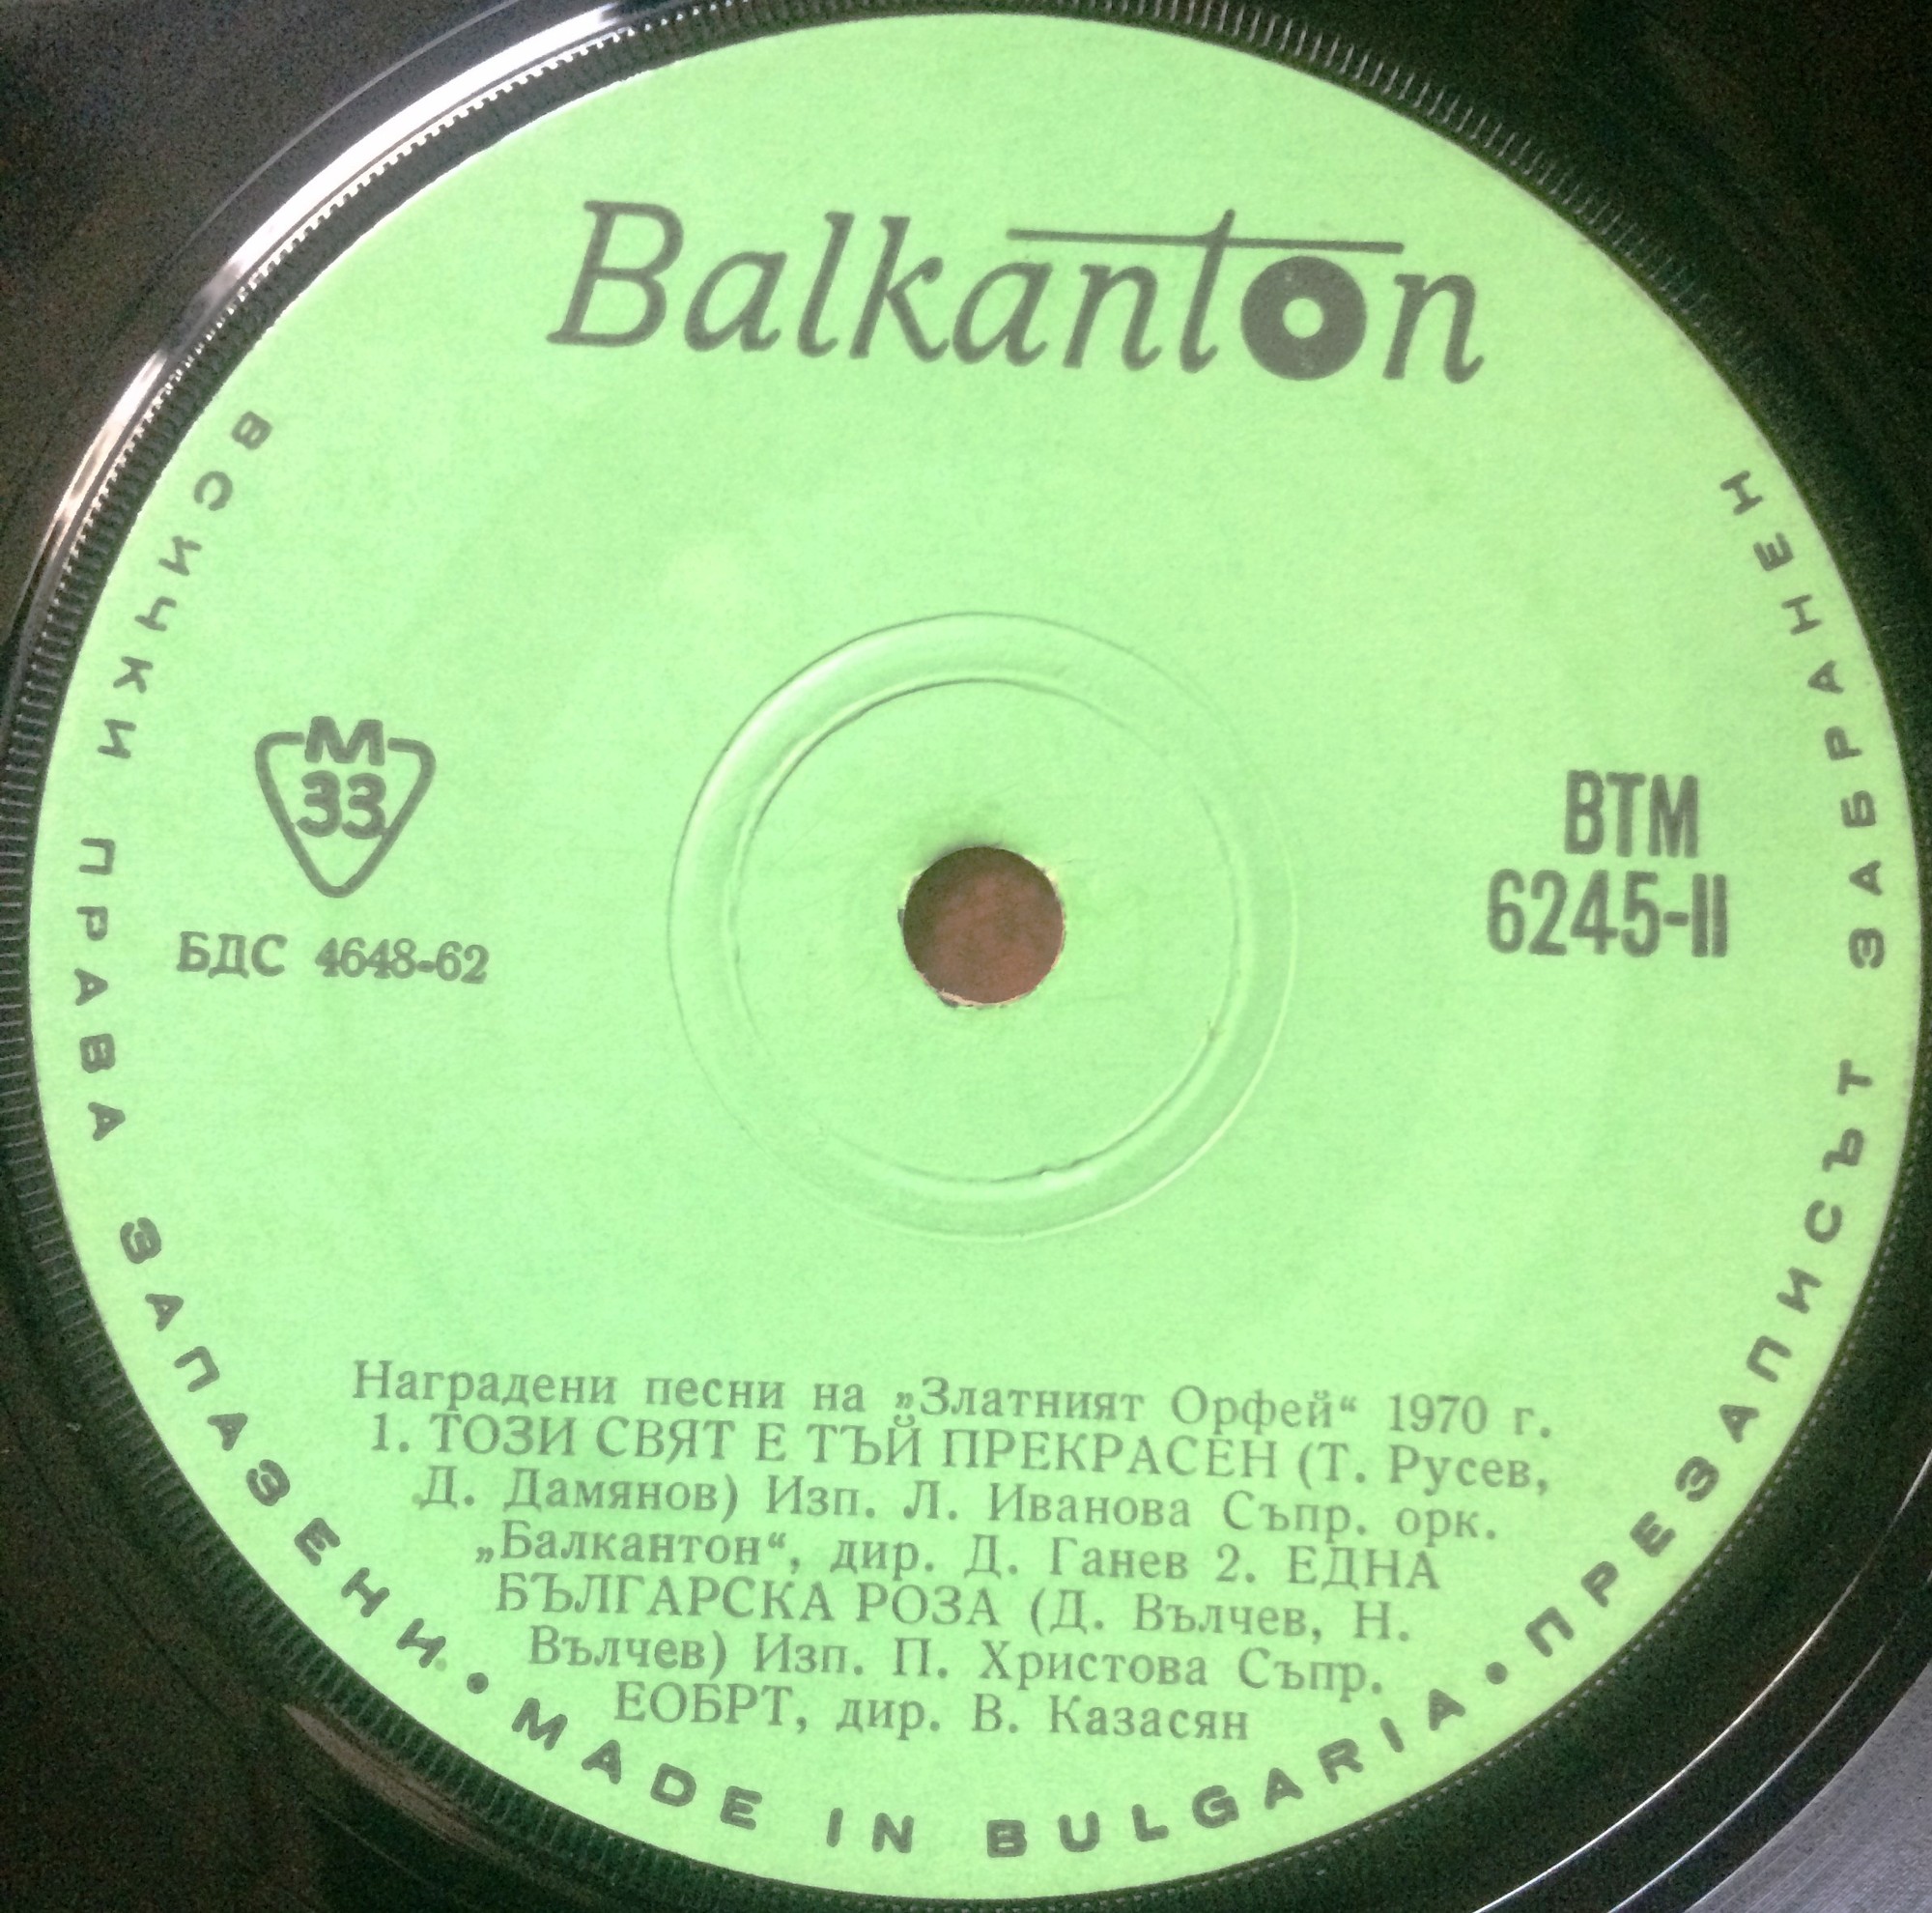 Balkanton
М
33
БДС 4648-62
ВТМ
6245-II
Наградени песни на „Златният Орфей“ 1970 г.
1. ТОЗИ СВЯТ Е ТЪЙ ПРЕКРАСЕН (Т. Русев,
Д. Дамянов) Изп. Л. Иванова Съпр. орк.
„Балкантон“, дир. Д. Ганев 2. ЕДНА
БЪЛГАРСКА РОЗА (Д. Вълчев, Н.
Вълчев) Изп. П. Христова Съпр.
ЕОБРТ, дир. В. Казасян
ВСИЧКИ ПРАВА ЗАПАЗЕНИ • MADE IN BULGARIA • ПРЕЗАПИСЪТ ЗАБРАНЕН